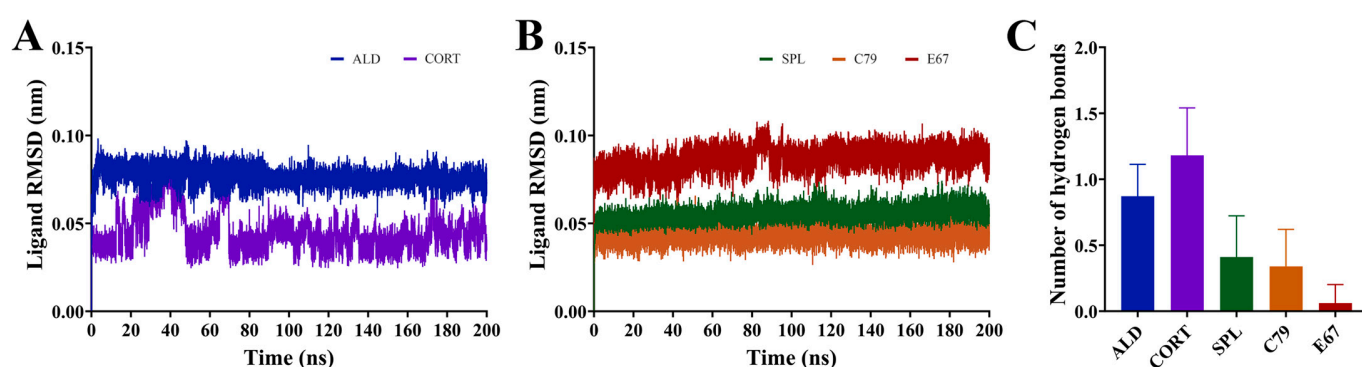 A
Ligand RMSD (nm)
0.15
0.10
0.05
0.00
ALD
CORT
0 20 40 60 80 100 120 140 160 180 200
Time (ns)
B
Ligand RMSD (nm)
0.15
0.10
0.05
0.00
SPL
C79
E67
0 20 40 60 80 100 120 140 160 180 200
Time (ns)
C
Number of hydrogen bonds
2.0
1.5
1.0
0.5
0.0
ALD
CORT
SPL
C79
E67